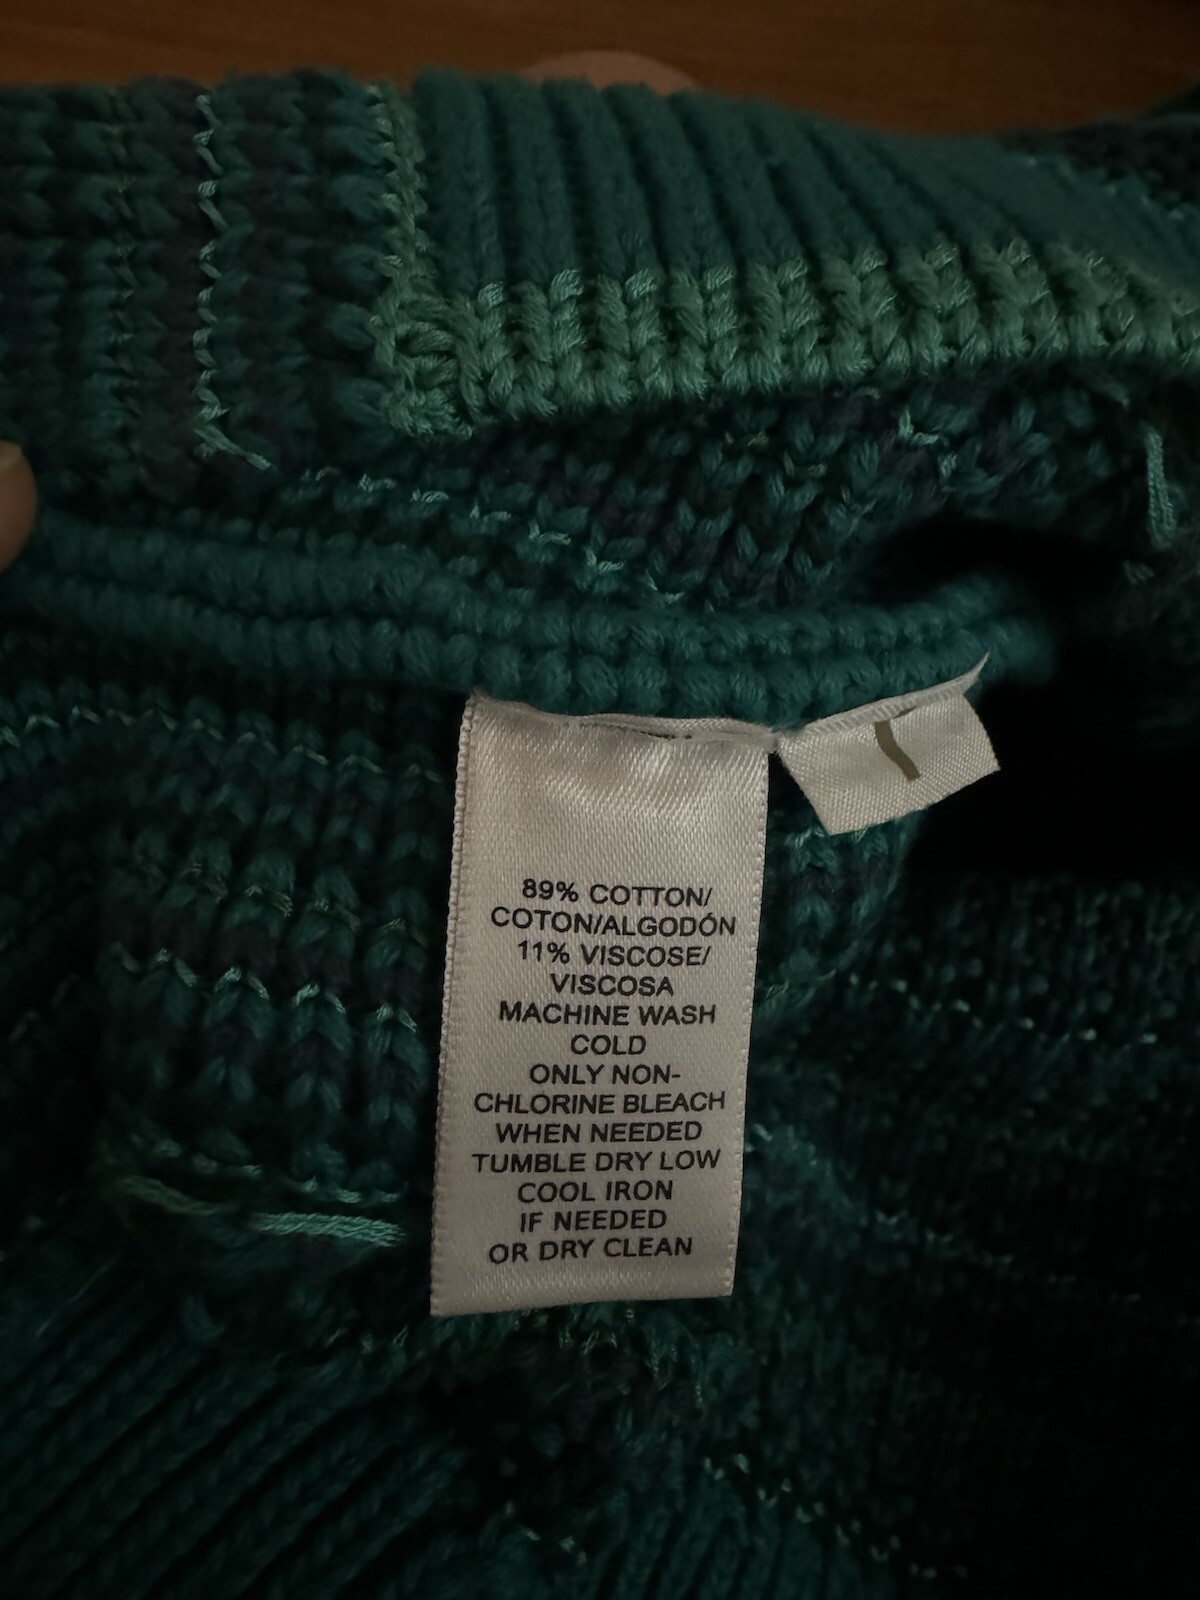 89% COTTON/
COTON/ALGODÓN
11% VISCOSE/
VISCOSA
MACHINE WASH
COLD
ONLY NON-
CHLORINE BLEACH
WHEN NEEDED
TUMBLE DRY LOW
COOL IRON
IF NEEDED
OR DRY CLEAN